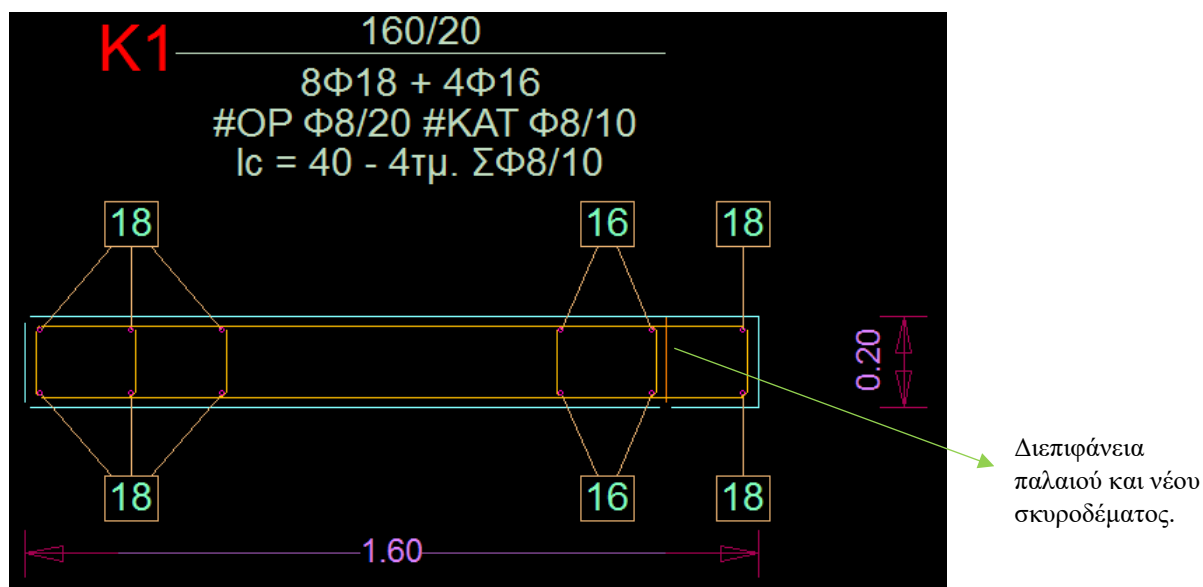 K1
160/20
8Φ18 + 4Φ16
#ΟΡ Φ8/20 #ΚΑΤ Φ8/10
lc = 40 - 4τμ. ΣΦ8/10
18 16 18
0.20
18 16 18
1.60
Διεπιφάνεια
παλαιού και νέου
σκυροδέματος.